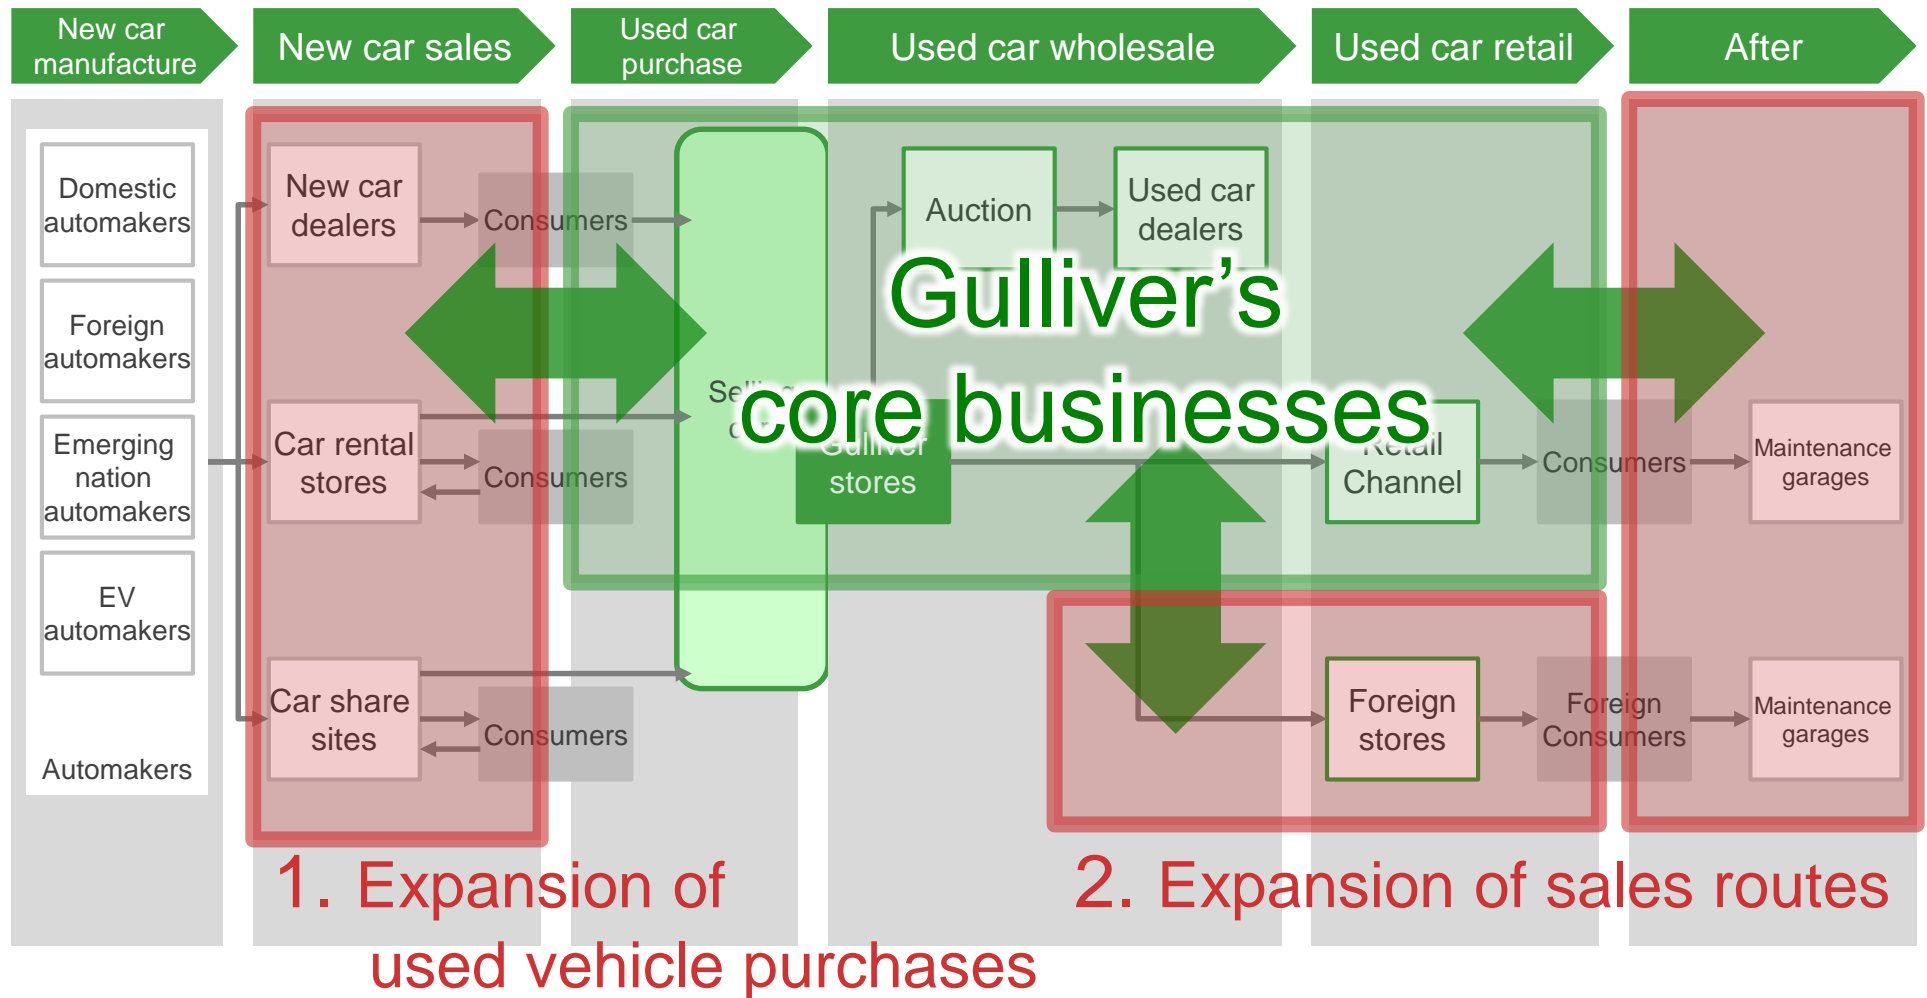 New car
manufacture
New car sales
Used car
purchase
Used car wholesale
Used car retail
After
Domestic
automakers
Foreign
automakers
Emerging
nation
automakers
EV
automakers
Automakers
New car
dealers
Consumers
Car rental
stores
Consumers
Car share
sites
Consumers
Auction
Used car
dealers
Gulliver's
core businesses
Gulliver
stores
Retail
Channel
Consumers
Maintenance
garages
Foreign
stores
Foreign
Consumers
Maintenance
garages
1. Expansion of
used vehicle purchases
2. Expansion of sales routes